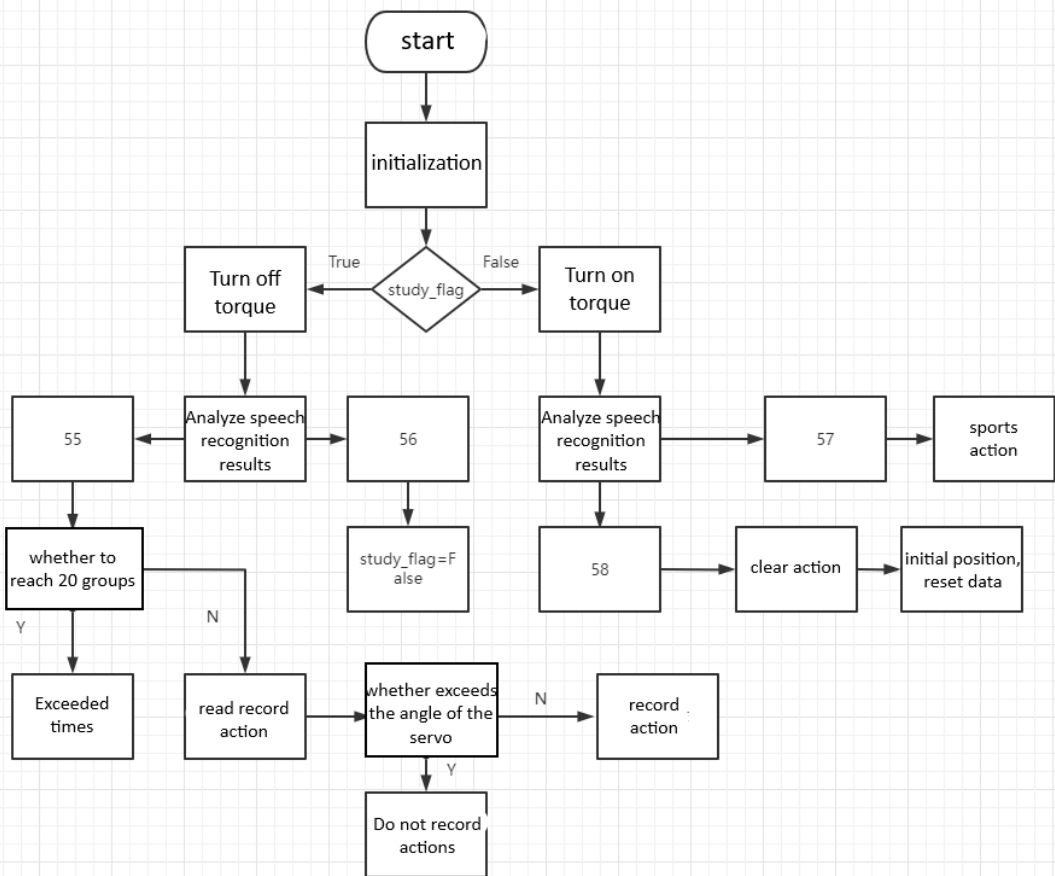 start
initialization
True
False
Turn off
torque
study_flag
Turn on
torque
55
Analyze speech
recognition
results
56
Analyze speech
recognition
results
57
sports
action
whether to
reach 20 groups
study_flag=F
alse
58
clear action
initial position,
reset data
Y
N
Exceeded
times
read record
action
whether exceeds
the angle of the
servo
N
record
action
Y
Do not record
actions